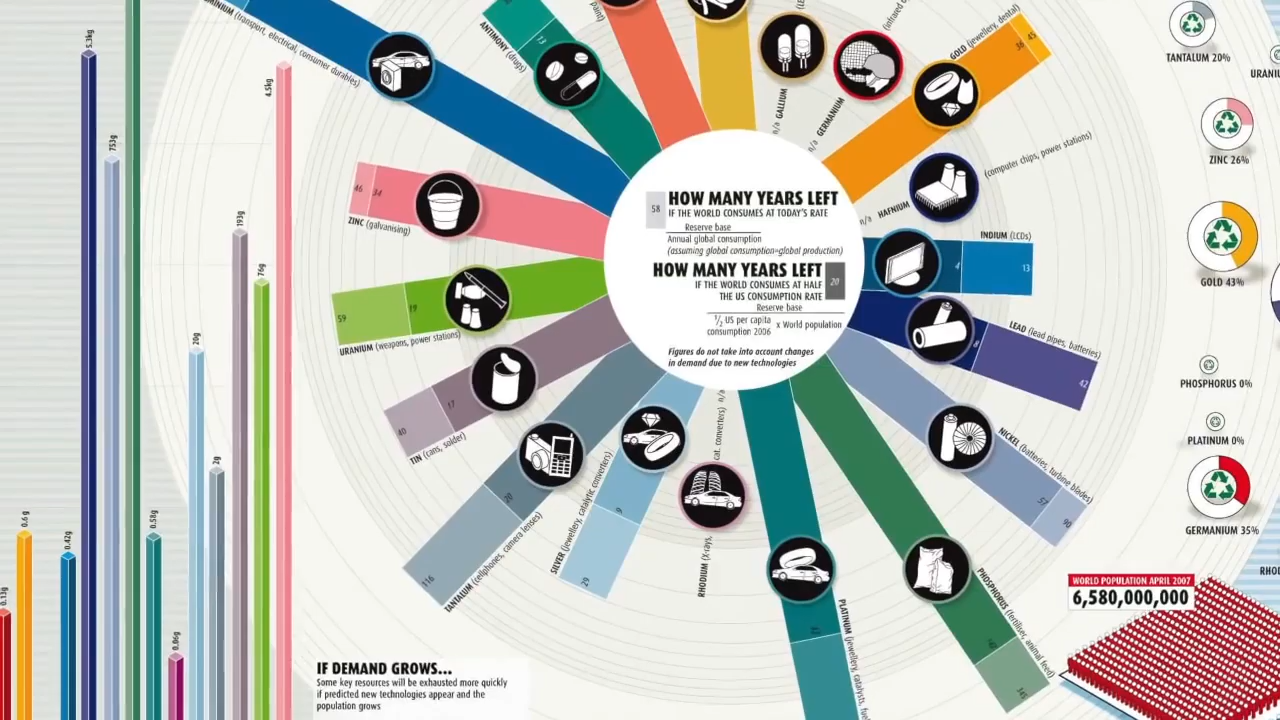 5.3kg
753g
4.5kg
193g
76g
20g
2g
0.58g
0.42g
0.6g
0.13g
0.06g
(transport, electrical, consumer durables)
ANTIMONY (drugs)
13
paint)
n/a GALLIUM
n/a GERMANIUM
GOLD (jewellery, dental)
36
45
(computer chips, power stations)
n/a HAFNIUM
INDIUM (LCDs)
4
13
LEAD (lead pipes, batteries)
8
42
NICKEL (batteries, turbine blades)
57
90
PHOSPHORUS (fertiliser, animal feed)
PLATINUM (jewellery, catalysts,
RHODIUM (X-rays,
cat. converters) n/a
SILVER (jewellery, catalytic converters)
9
29
TANTALUM (cellphones, camera lenses)
20
116
TIN (cans, solder)
17
40
URANIUM (weapons, power stations)
19
59
ZINC (galvanising)
34
46
58
HOW MANY YEARS LEFT
IF THE WORLD CONSUMES AT TODAY'S RATE
Reserve base
Annual global consumption
(assuming global consumption=global production)
HOW MANY YEARS LEFT
IF THE WORLD CONSUMES AT HALF
THE US CONSUMPTION RATE
20
Reserve base
1/2 US per capita
consumption 2006
x World population
Figures do not take into account changes
in demand due to new technologies
IF DEMAND GROWS...
Some key resources will be exhausted more quickly
if predicted new technologies appear and the
population grows
TANTALUM 20%
ZINC 26%
GOLD 43%
PHOSPHORUS 0%
PLATINUM 0%
GERMANIUM 35%
WORLD POPULATION APRIL 2007
6,580,000,000